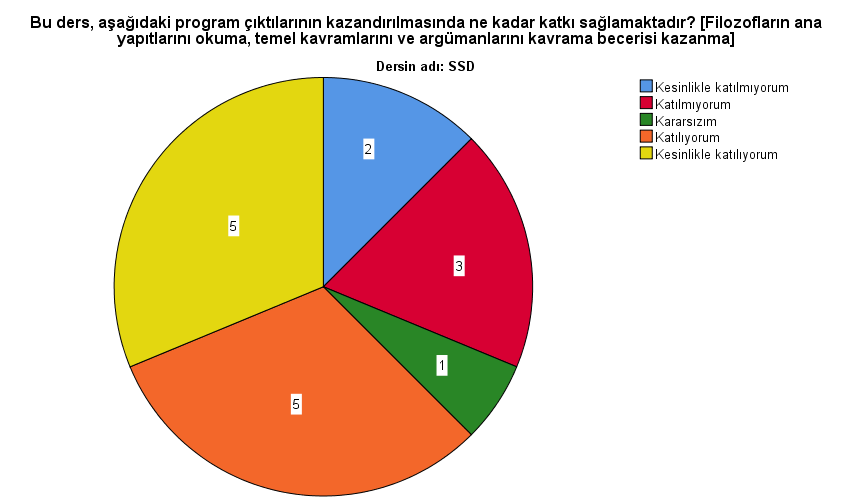 Bu ders, aşağıdaki program çıktılarının kazandırılmasında ne kadar katkı sağlamaktadır? [Filozofların ana
yapıtlarını okuma, temel kavramlarını ve argümanlarını kavrama becerisi kazanma]
Dersin adı: SSD
Kesinlikle katılmıyorum
Katılmıyorum
Kararsızım
Katılıyorum
Kesinlikle katılıyorum
2
3
1
5
5